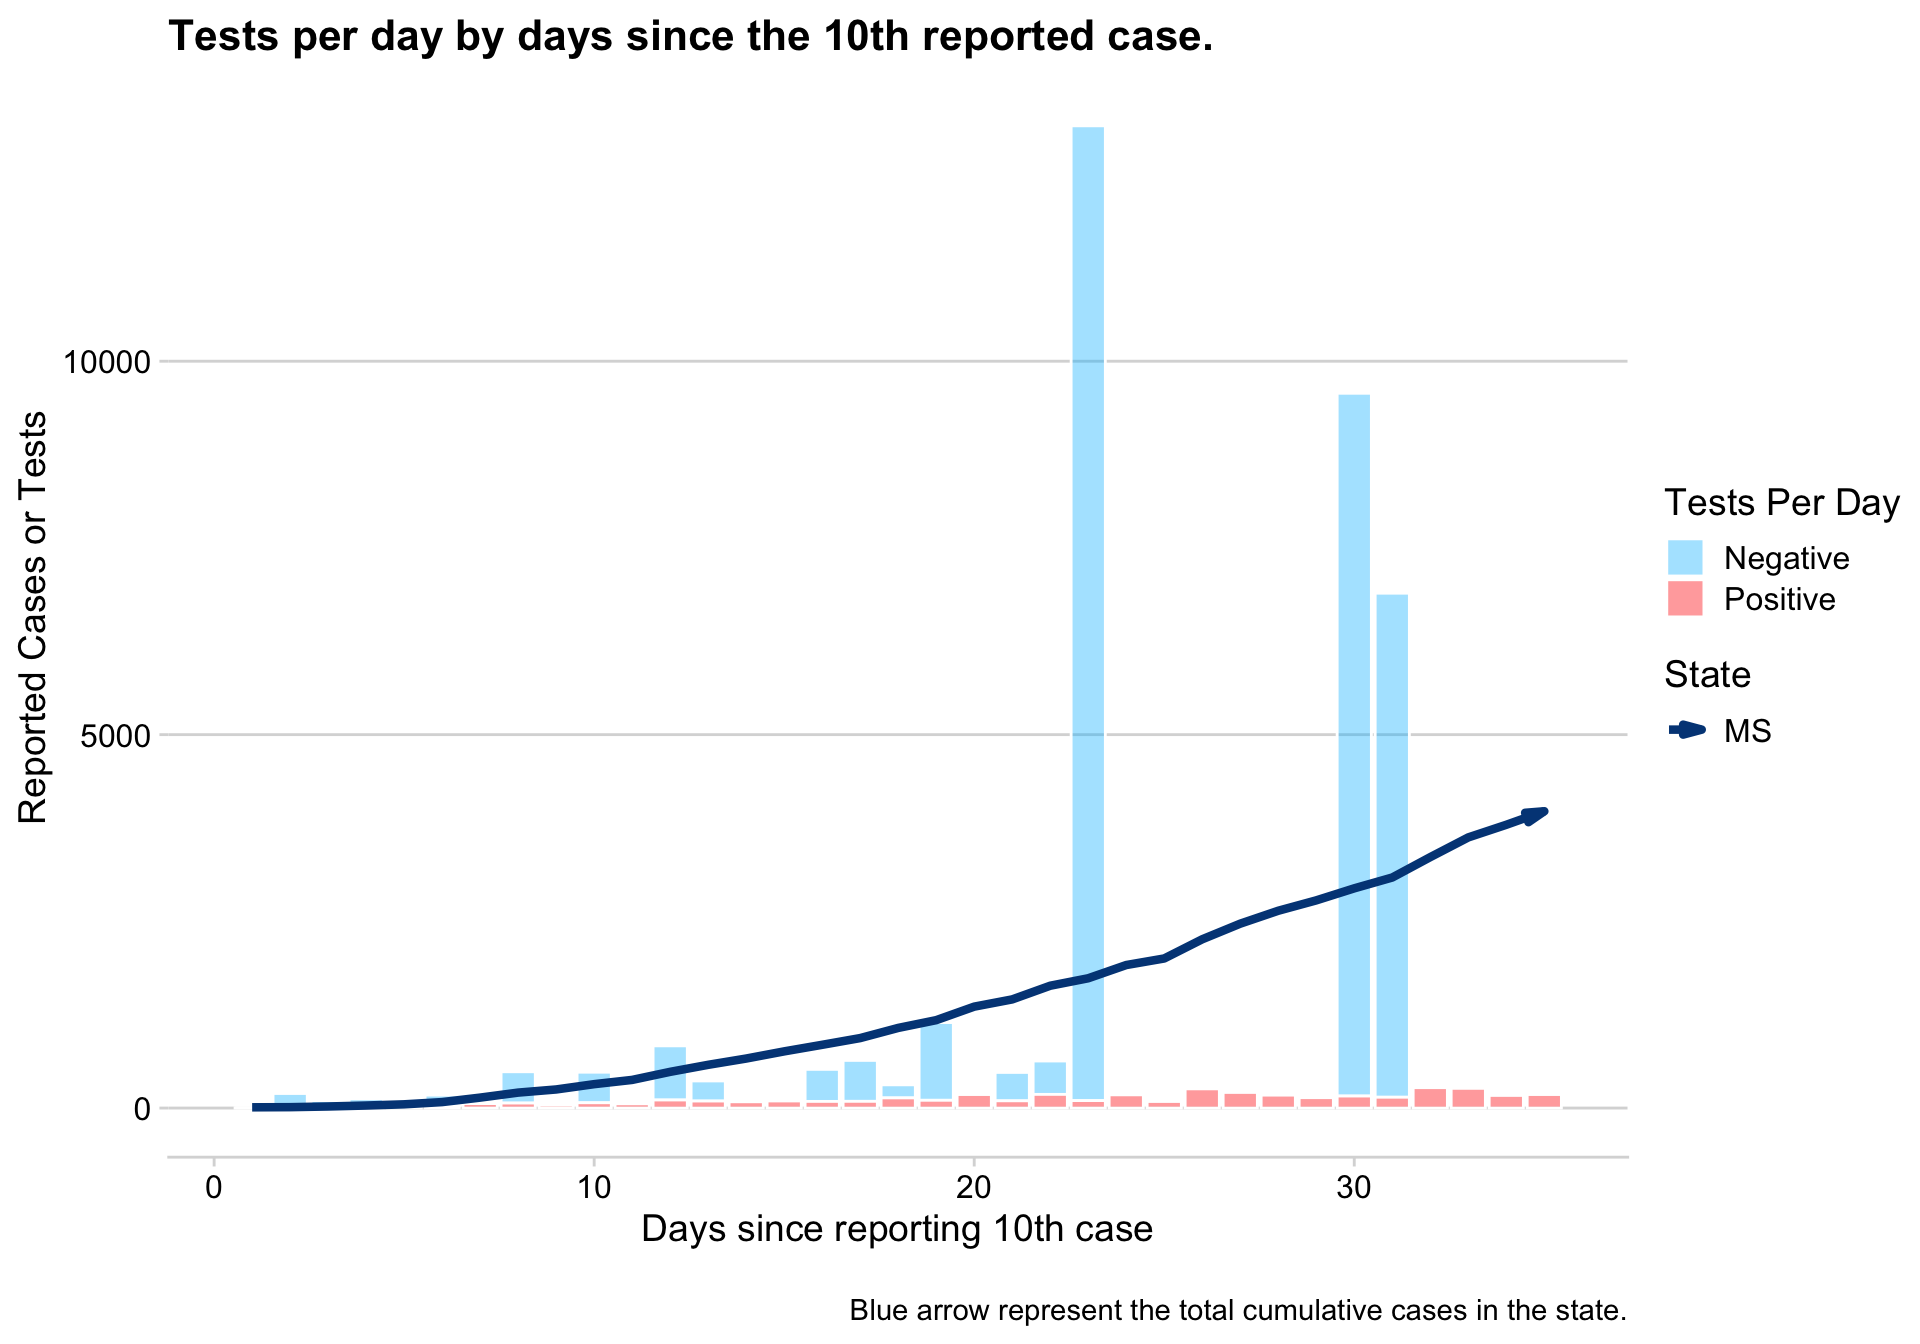 Tests per day by days since the 10th reported case.
10000
5000
0
Reported Cases or Tests
0 10 20 30
Days since reporting 10th case
Tests Per Day
Negative
Positive
State
MS
Blue arrow represent the total cumulative cases in the state.